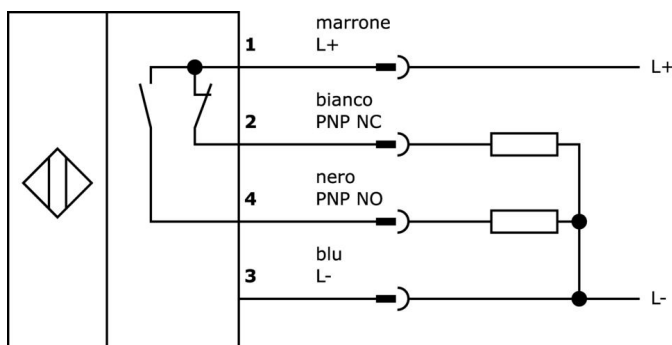 marrone
1 L+ L+
bianco
2 PNP NC
nero
4 PNP NO
blu
3 L- L-